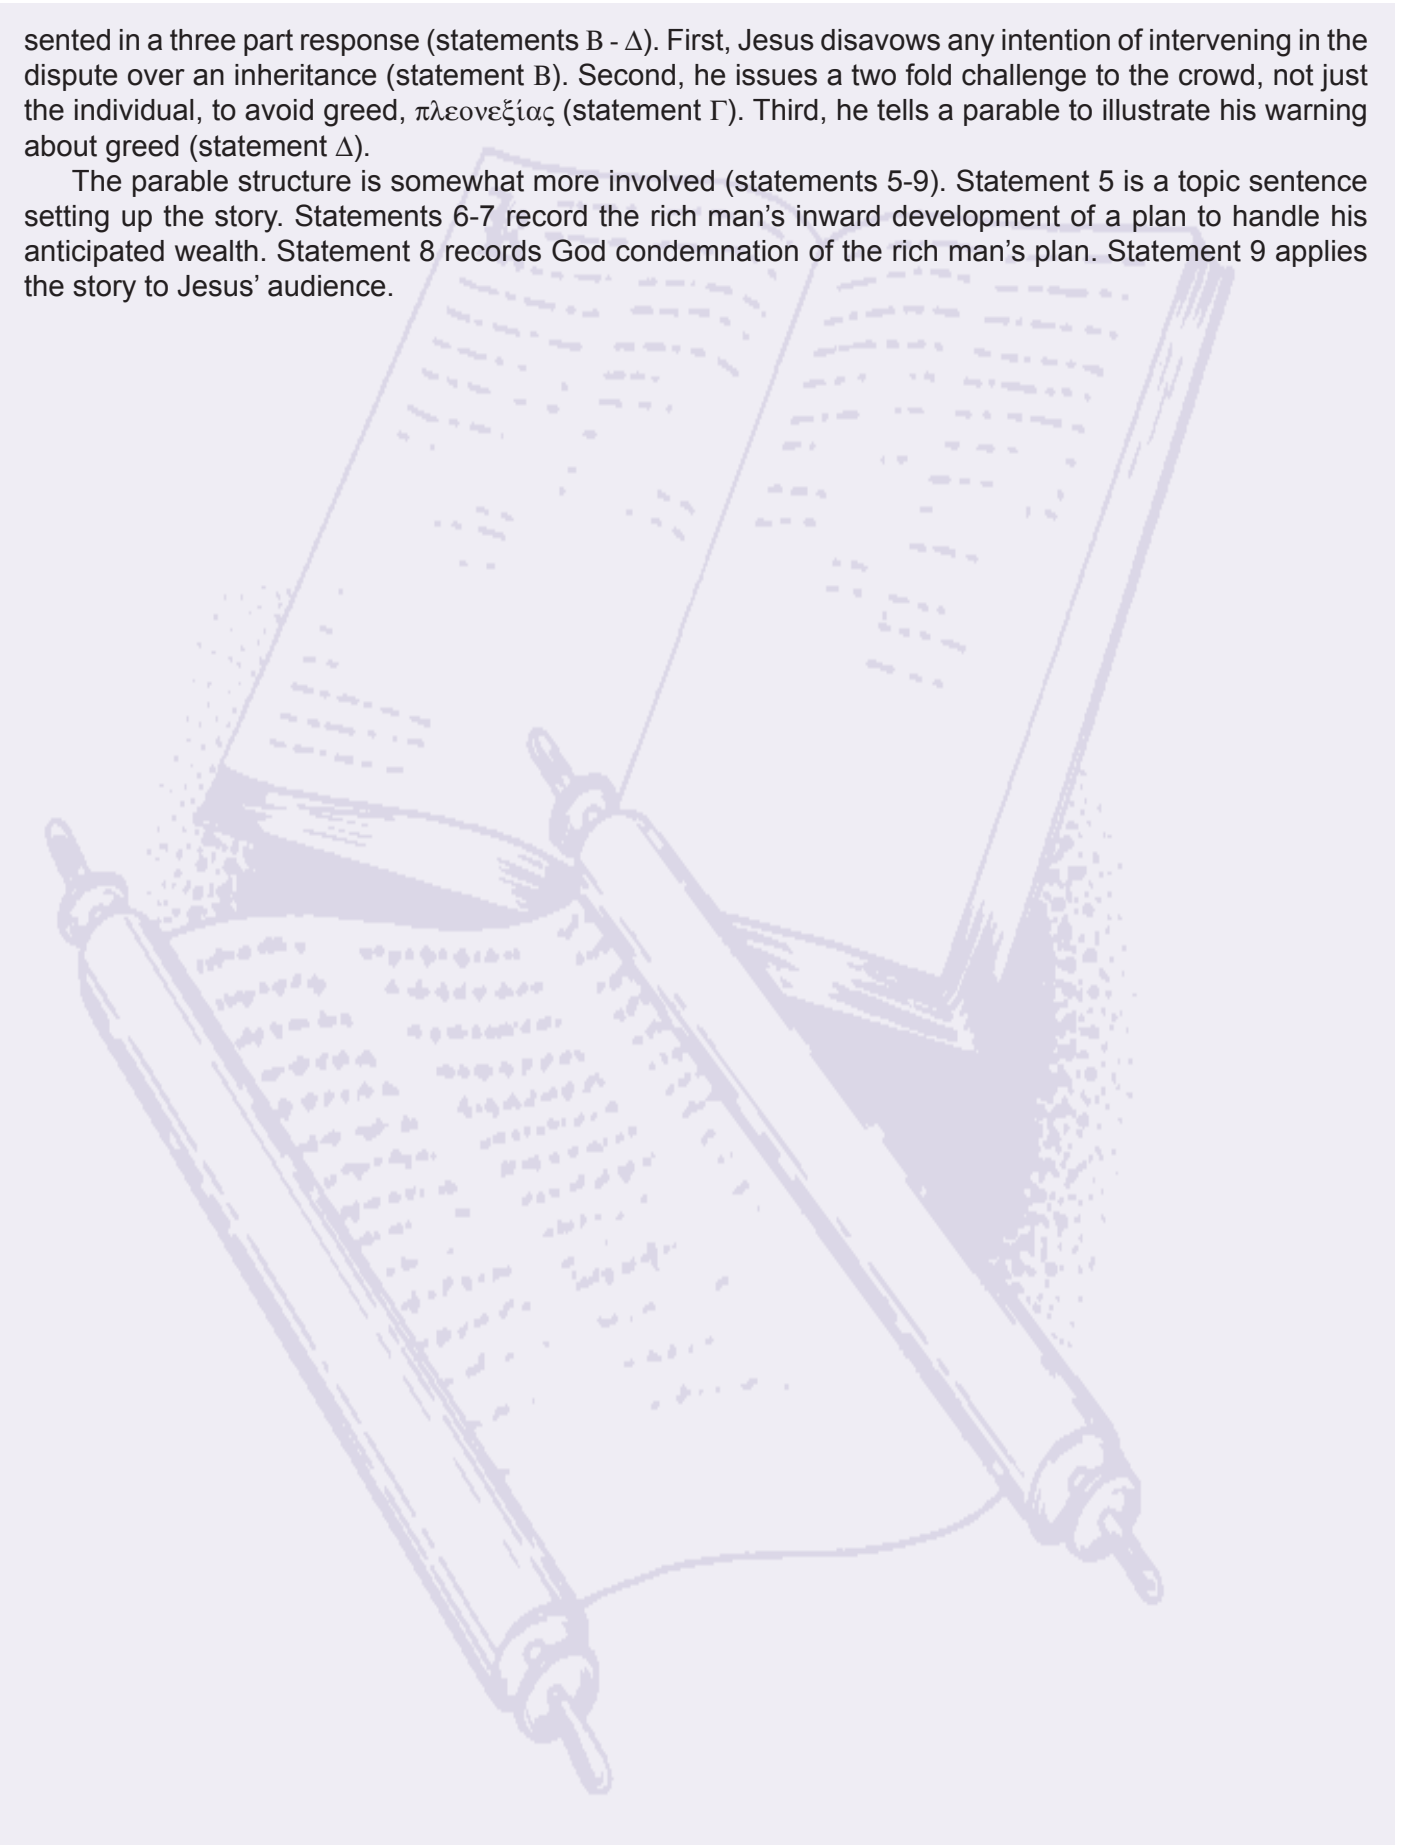 sented in a three part response (statements Β - Δ). First, Jesus disavows any intention of intervening in the
dispute over an inheritance (statement Β). Second, he issues a two fold challenge to the crowd, not just
the individual, to avoid greed, πλεονεξίας (statement Γ). Third, he tells a parable to illustrate his warning
about greed (statement Δ).
The parable structure is somewhat more involved (statements 5-9). Statement 5 is a topic sentence
setting up the story. Statements 6-7 record the rich man’s inward development of a plan to handle his
anticipated wealth. Statement 8 records God condemnation of the rich man’s plan. Statement 9 applies
the story to Jesus’ audience.